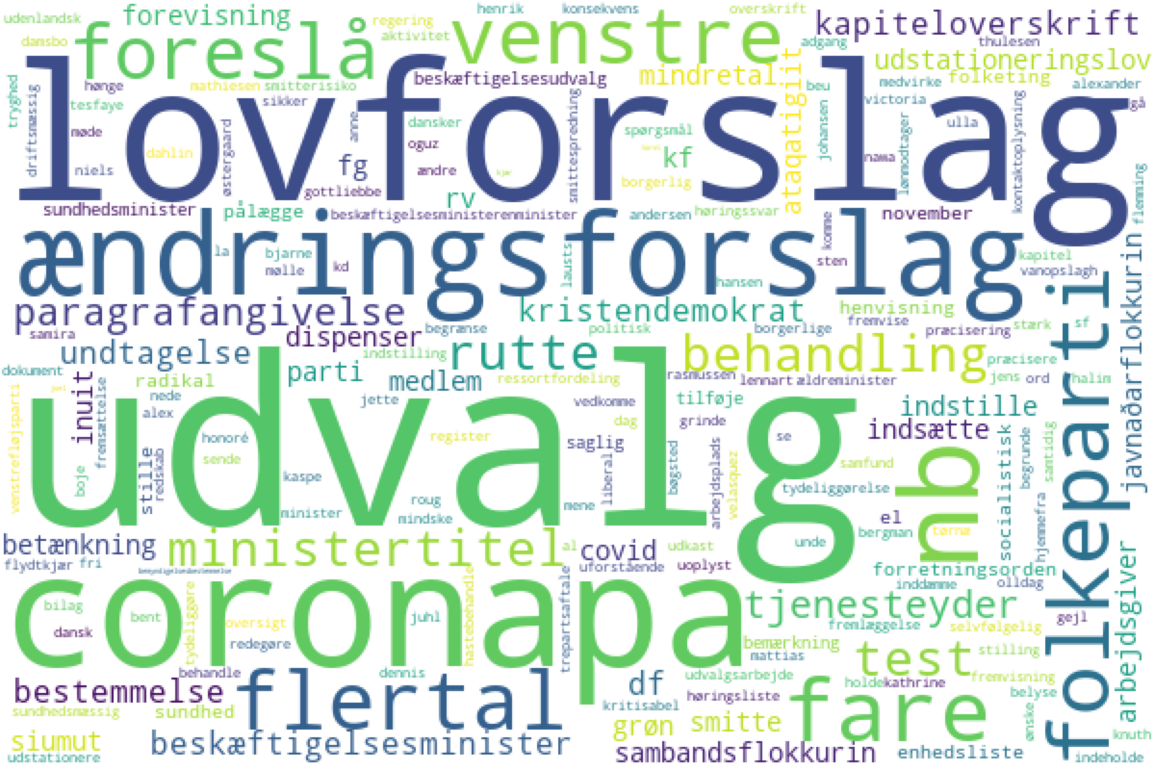 udenlandsk
forevisning
regering
henrik
konsekvens
overskrift
kapiteloverskrift
dansbo
foreslå
aktivitet
venstre
adgang
thulesen
udstationeringslov
tryghed
hønge
mathiesen
smitterisiko
beskæftigelsesudvalg
mindretal
iit
ataqatigiit
beu
medvirke
folketing
alexander
driftsmæssig
tesfaye
sikker
lovforslag
anne
dansker
smittespredning
spørgsmål
johansen
victoria
lønmodtager
ulla
kontaktoplysning
gå
møde
dahlin
østergaard
fg
oguz
kf
nawa
niels
gottliebbe
ændre
borgerlig
flemming
sundhedsminister
pålægge
rv
beskæftigelsesministerenminister
andersen
høringssvar
komme
november
ændringsforslag
la
bjarne
mølle
kd
lausts
hansen
sten
kapitel
vanopslagh
folkeparti
javnaðarflokkurin
paragrafangivelse
kristendemokrat
henvisning
samira
dispenser
begrænse
politisk
borgerlige
fremvise
præcisering
stærk
sf
undtagelse
indstilling
rutte
behandling
præcisere
dokument
radikal
parti
medlem
ressortfordeling
rasmussen
lennart
ældreminister
jens
ord
halim
venstrefløjsparti
inuit
fremsættelse
nede
alex
jette
vedkomme
tilføje
grinde
indstille
udvalg
honoré
register
dag
saglig
se
indsætte
boje
stille
redskab
sende
kaspe
liberal
bøgsted
arbejdsplads
velasquez
samfund
nb
socialistisk
begrunde
samtidig
minister
roug
mindske
mene
tydeliggørelse
el
hjemmefra
betænkning
ministertitel
al
covid
udkast
unde
bergman
tørnæ
flydtkjær
fri
uforstående
uoplyst
forretningsorden
coronapa
hastebehandle
trepartsaftale
inddæmme
olldag
arbejdsgiver
bilag
bent
tydeliggøre
oversigt
juhl
tjenesteyder
dansk
redegøre
bemærkning
fremlæggelse
selvfølgelig
gejl
behandle
dennis
mattias
test
stilling
bestemmelse
flertal
df
udvalgsarbejde
holde
kathrine
fremvisning
sundhedsmæssig
sundhed
kritisabel
høringsliste
fare
ønske
belyse
siumut
grøn
smitte
knuth
udstationere
beskæftigelsesminister
sambandsflokkurin
enhedsliste
indeholde